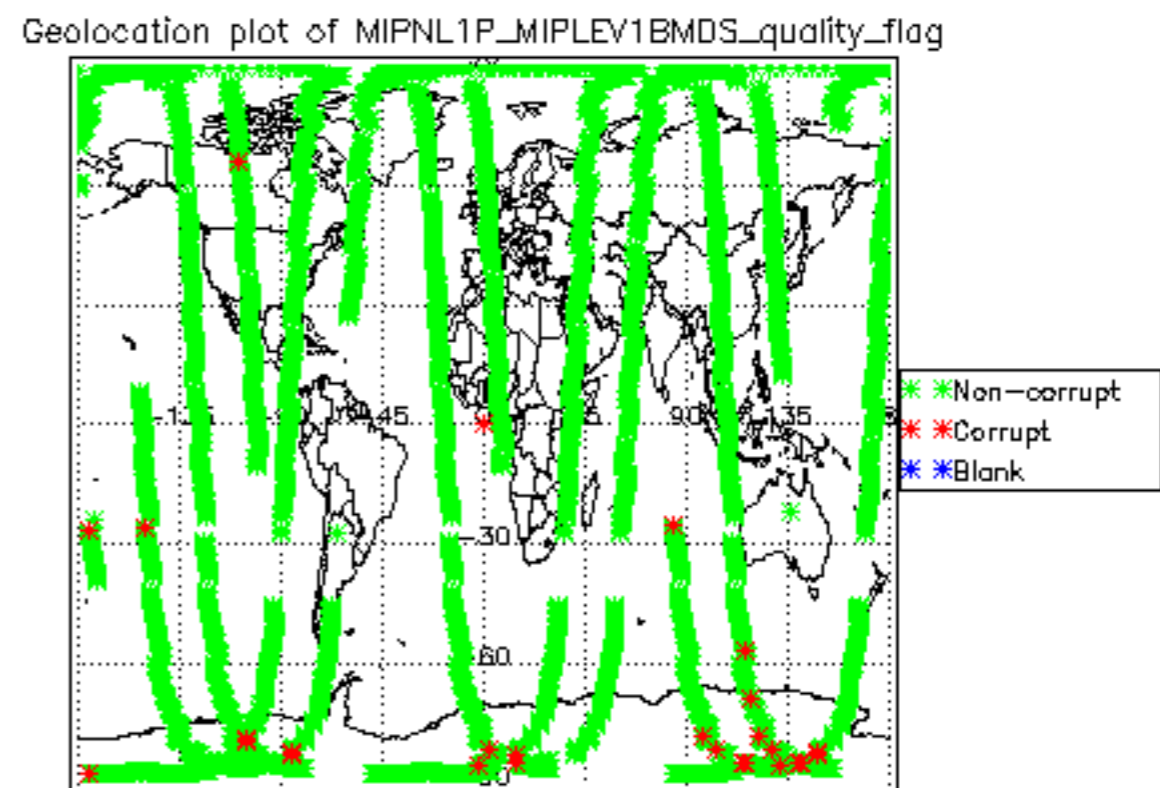 Geolocation plot of MIPNL1P_MIPLEV1BMDS_quality_flag
45
90
135
-30
-60
Non-corrupt
Corrupt
Blank